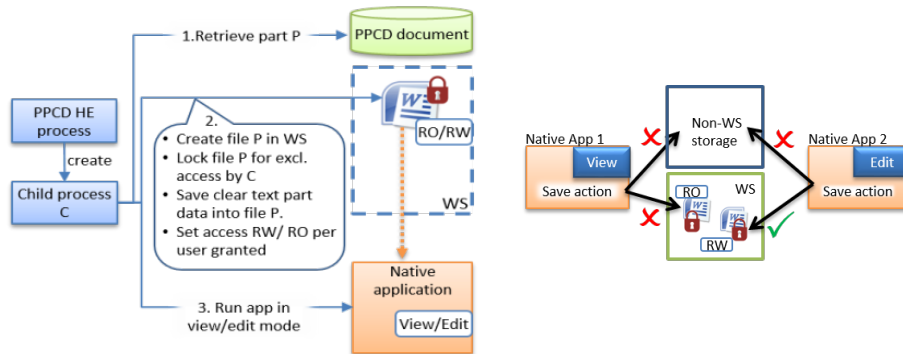 1.Retrieve part P
PPCD document
PPCD HE
process
create
Child process
C
2.
• Create file P in WS
• Lock file P for excl.
access by C
• Save clear text part
data into file P.
• Set access RW/ RO per
user granted
W
RO/RW
WS
3. Run app in
view/edit mode
Native
application
View/Edit
Native App 1
View
Save action
Non-WS
storage
Native App 2
Edit
Save action
RO
WS
W
W
RW